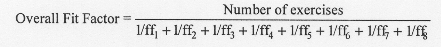 Overall Fit Factor = Number of exercises
1/ff₁ + 1/ff₂ + 1/ff₃ + 1/ff₄ + 1/ff₅ + 1/ff₆ + 1/ff₇ + 1/ff₈